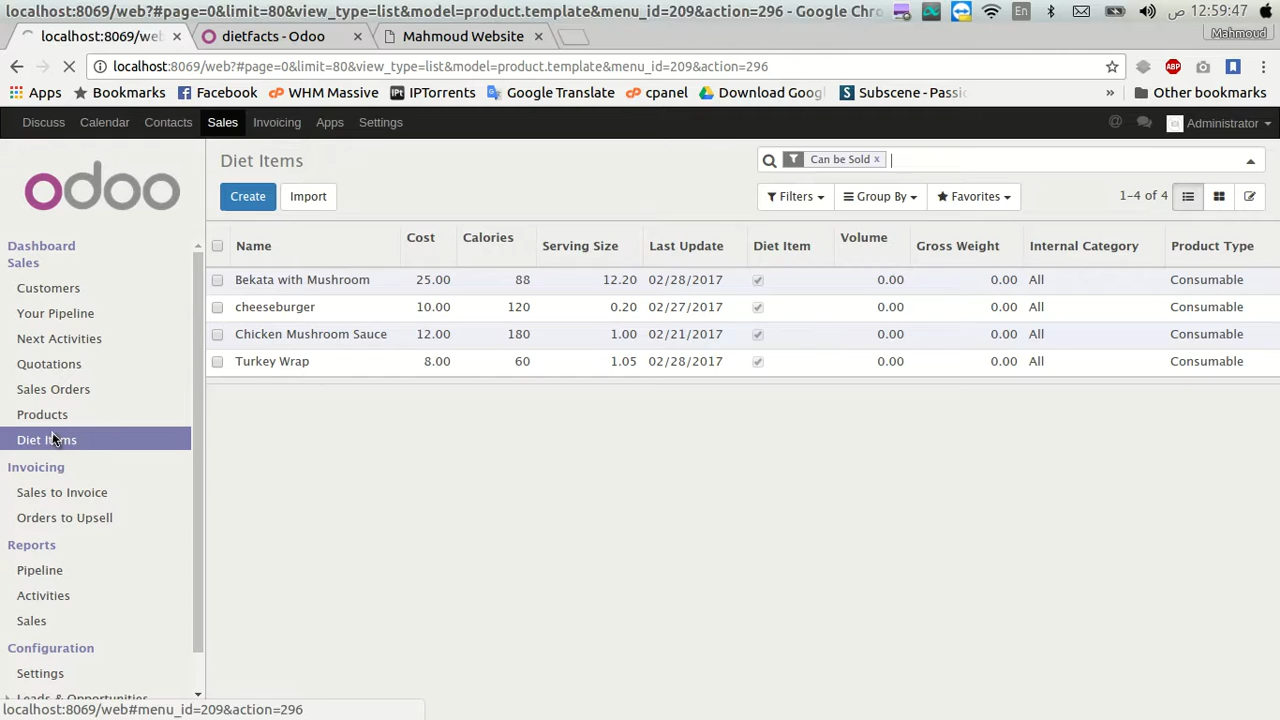 localhost:8069/web?#page=0&limit=80&view_type=list&model=product.template&menu_id=209&action=296 - Google Chro
En 12:59:47 ص
localhost:8069/we × dietfacts - Odoo × Mahmoud Website × Mahmoud
localhost:8069/web?#page=0&limit=80&view_type=list&model=product.template&menu_id=209&action=296 ABP
Apps Bookmarks Facebook cP WHM Massive IPt IPTorrents Google Translate cP cpanel Download Goog S Subscene - Passi » Other bookmarks
Discuss Calendar Contacts Sales Invoicing Apps Settings @ Administrator
odoo
Diet Items
Can be Sold x
Create Import
Filters Group By Favorites 1-4 of 4
Name Cost Calories Serving Size Last Update Diet Item Volume Gross Weight Internal Category Product Type
Bekata with Mushroom 25.00 88 12.20 02/28/2017 0.00 0.00 All Consumable
cheeseburger 10.00 120 0.20 02/27/2017 0.00 0.00 All Consumable
Chicken Mushroom Sauce 12.00 180 1.00 02/21/2017 0.00 0.00 All Consumable
Turkey Wrap 8.00 60 1.05 02/28/2017 0.00 0.00 All Consumable
Dashboard
Sales
Customers
Your Pipeline
Next Activities
Quotations
Sales Orders
Products
Diet Items
Invoicing
Sales to Invoice
Orders to Upsell
Reports
Pipeline
Activities
Sales
Configuration
Settings
Leads & Opportunities
localhost:8069/web#menu_id=209&action=296